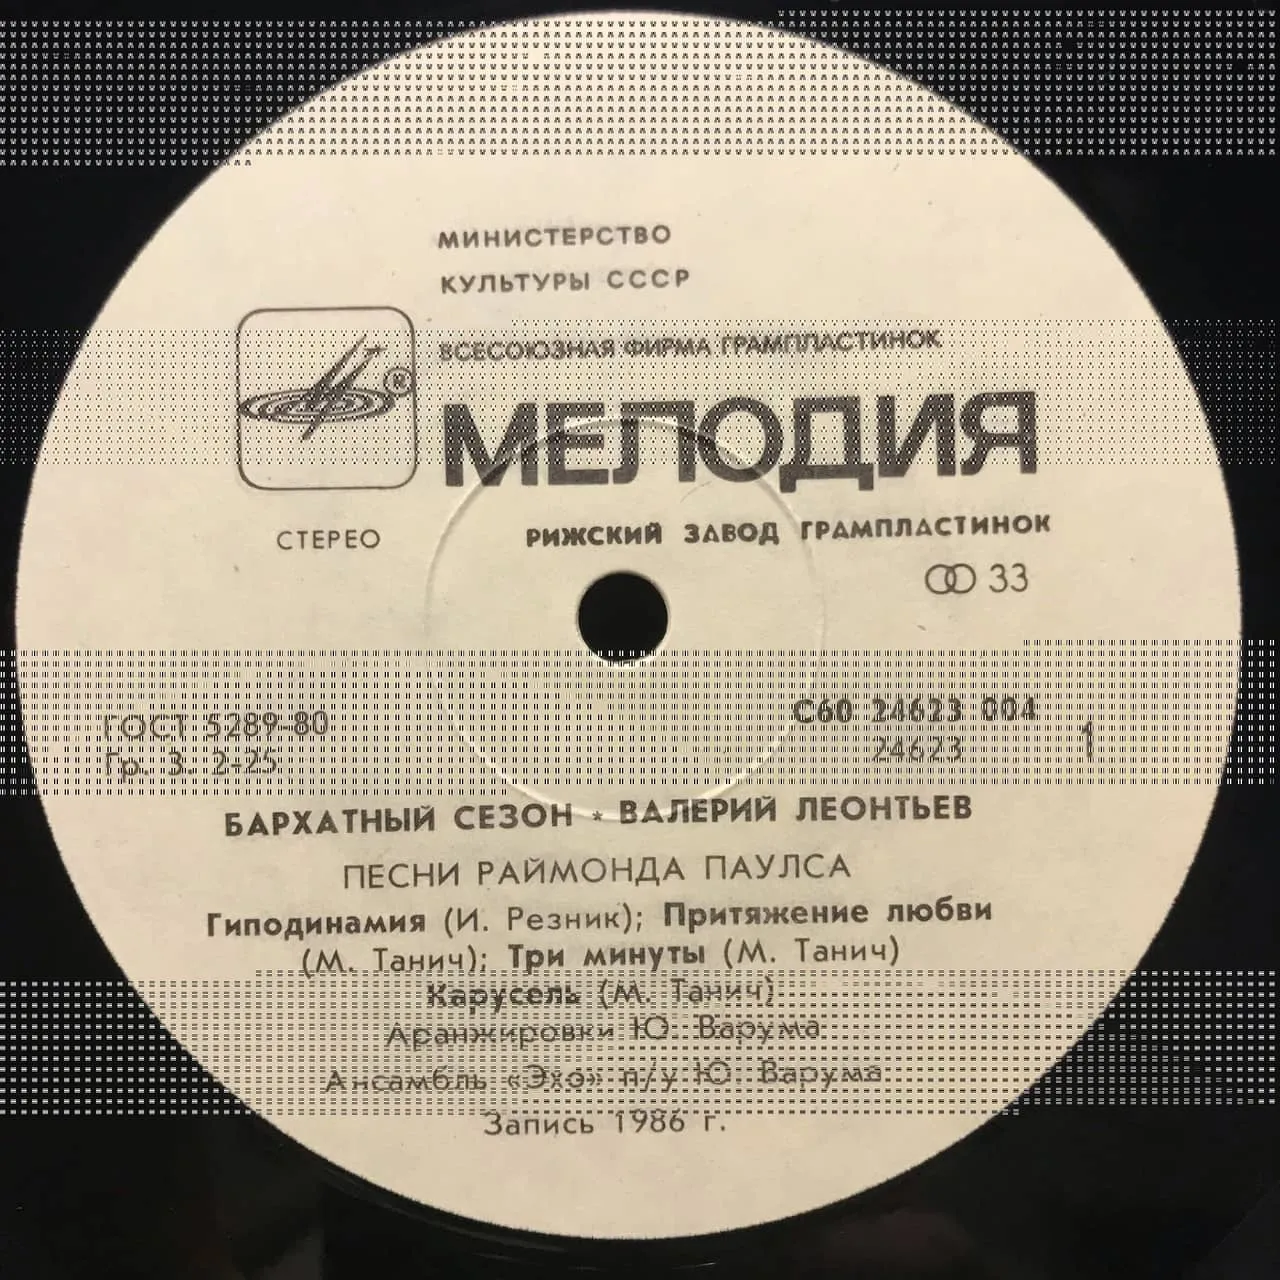 МИНИСТЕРСТВО
КУЛЬТУРЫ СССР
ВСЕСОЮЗНАЯ ФИРМА ГРАМПЛАСТИНОК
®
МЕЛОДИЯ
СТЕРЕО
РИЖСКИЙ ЗАВОД ГРАМПЛАСТИНОК
33
ГОСТ 5289-80
С60 24623 004
Гр. 3. 2-25
24623
1
БАРХАТНЫЙ СЕЗОН * ВАЛЕРИЙ ЛЕОНТЬЕВ
ПЕСНИ РАЙМОНДА ПАУЛСА
Гиподинамия (И. Резник); Притяжение любви
(М. Танич); Три минуты (М. Танич)
Карусель (М. Танич)
Аранжировки Ю. Варума
Ансамбль «Эхо» п/у Ю. Варума
Запись 1986 г.